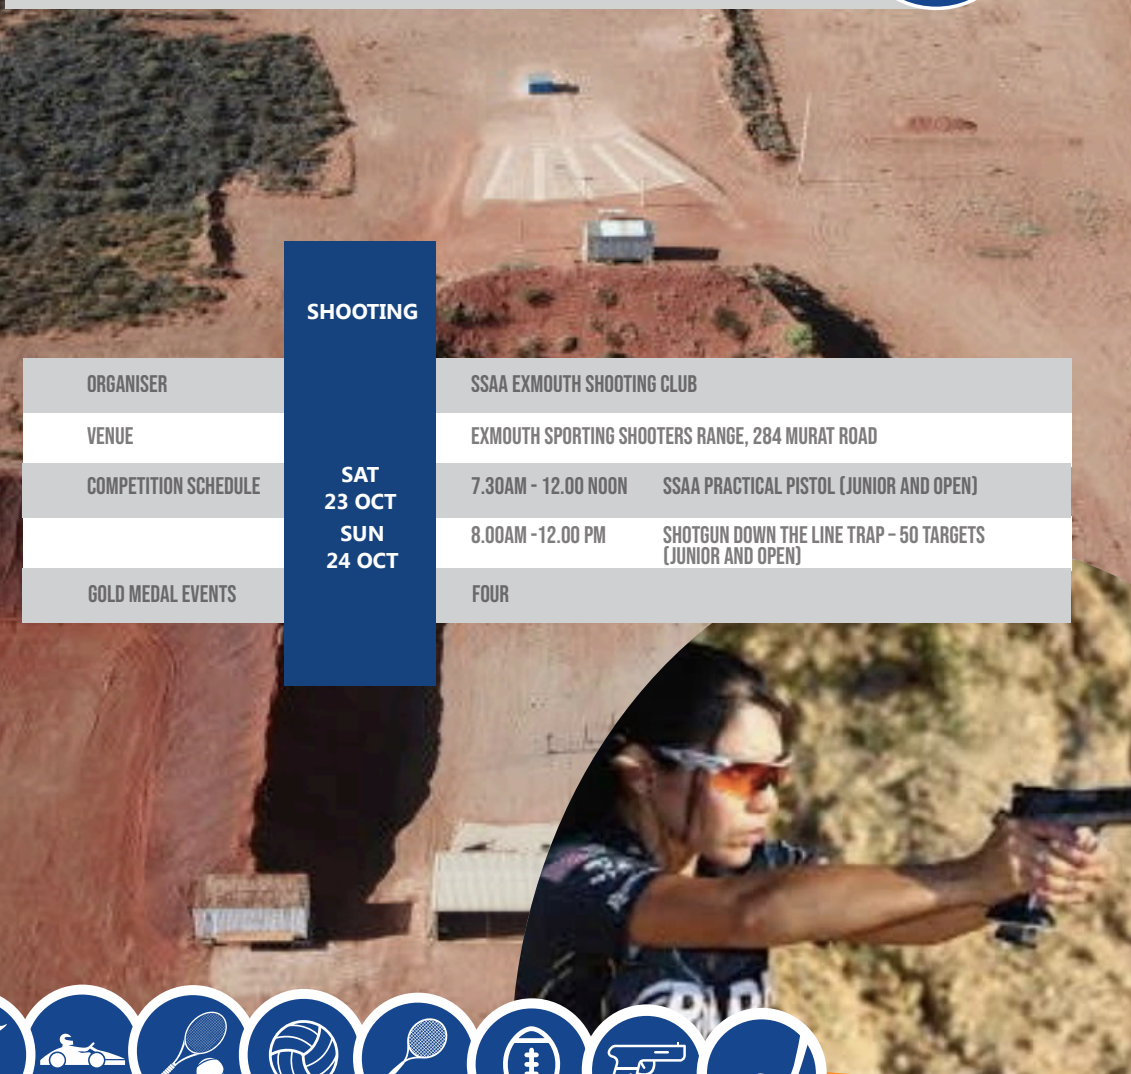 SHOOTING
ORGANISER
SSAA EXMOUTH SHOOTING CLUB
VENUE
EXMOUTH SPORTING SHOOTERS RANGE, 284 MURAT ROAD
COMPETITION SCHEDULE
SAT
23 OCT
7.30AM - 12.00 NOON
SSAA PRACTICAL PISTOL (JUNIOR AND OPEN)
SUN
24 OCT
8.00AM -12.00 PM
SHOTGUN DOWN THE LINE TRAP – 50 TARGETS
(JUNIOR AND OPEN)
GOLD MEDAL EVENTS
FOUR